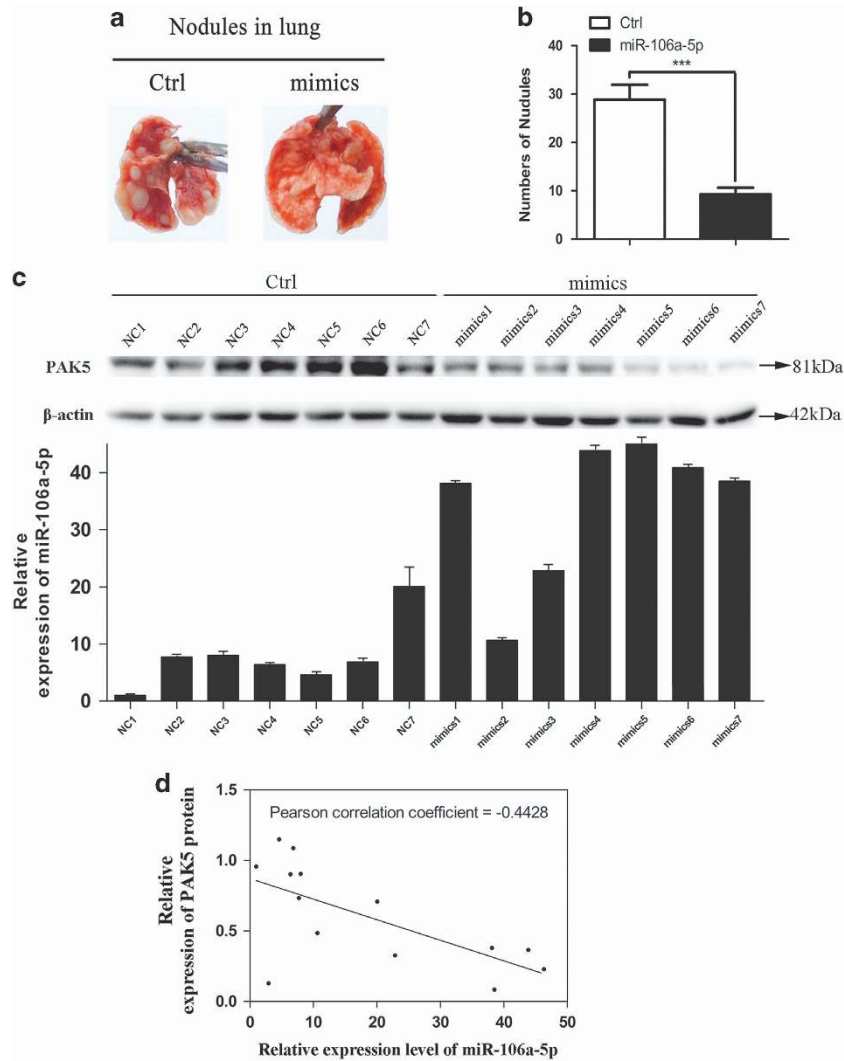 a
Nodules in lung
Ctrl mimics
b
Ctrl
miR-106a-5p
***
Numbers of Nudules
40
30
20
10
0
c
Ctrl mimics
NC1 NC2 NC3 NC4 NC5 NC6 NC7 mimics1 mimics2 mimics3 mimics4 mimics5 mimics6 mimics7
PAK5 81kDa
β-actin 42kDa
Relative
expression of miR-106a-5p
40
30
20
10
0
NC1 NC2 NC3 NC4 NC5 NC6 NC7 mimics1 mimics2 mimics3 mimics4 mimics5 mimics6 mimics7
d
Pearson correlation coefficient = -0.4428
Relative
expression of PAK5 protein
1.5
1.0
0.5
0.0
0 10 20 30 40 50
Relative expression level of miR-106a-5p